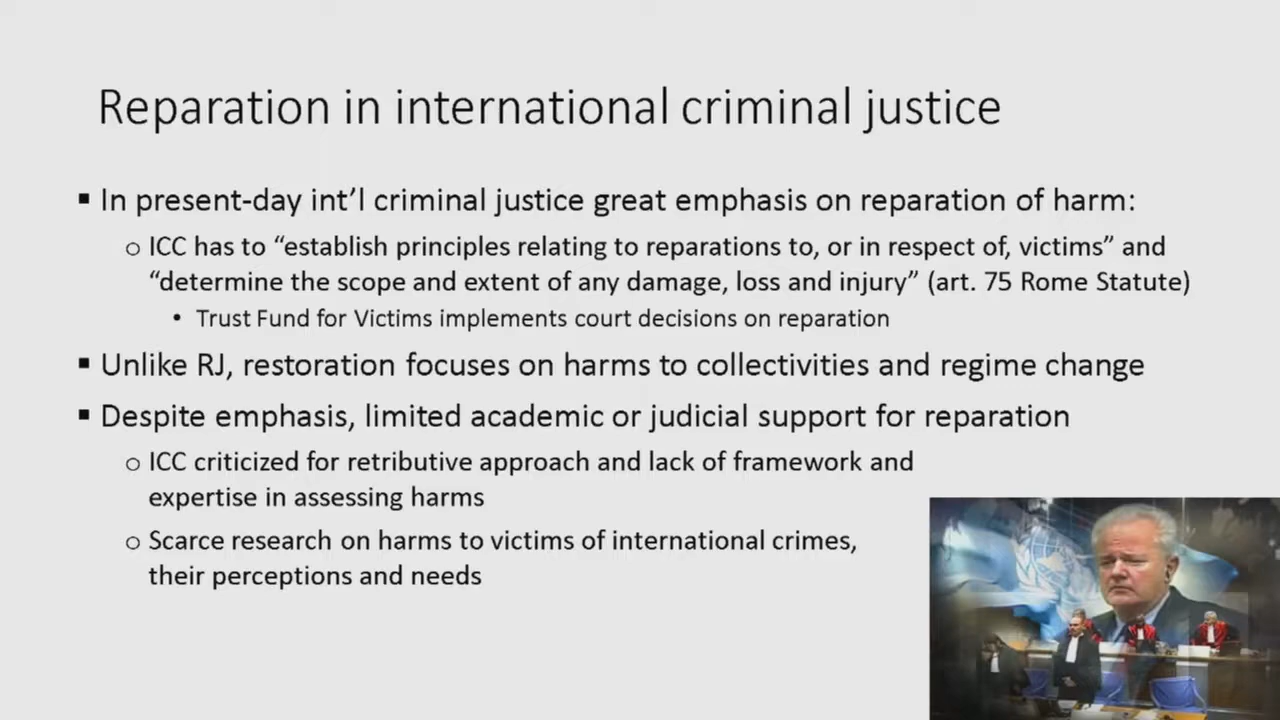 Reparation in international criminal justice
▪ In present-day int’l criminal justice great emphasis on reparation of harm:
o ICC has to “establish principles relating to reparations to, or in respect of, victims” and
“determine the scope and extent of any damage, loss and injury” (art. 75 Rome Statute)
• Trust Fund for Victims implements court decisions on reparation
▪ Unlike RJ, restoration focuses on harms to collectivities and regime change
▪ Despite emphasis, limited academic or judicial support for reparation
o ICC criticized for retributive approach and lack of framework and
expertise in assessing harms
o Scarce research on harms to victims of international crimes,
their perceptions and needs